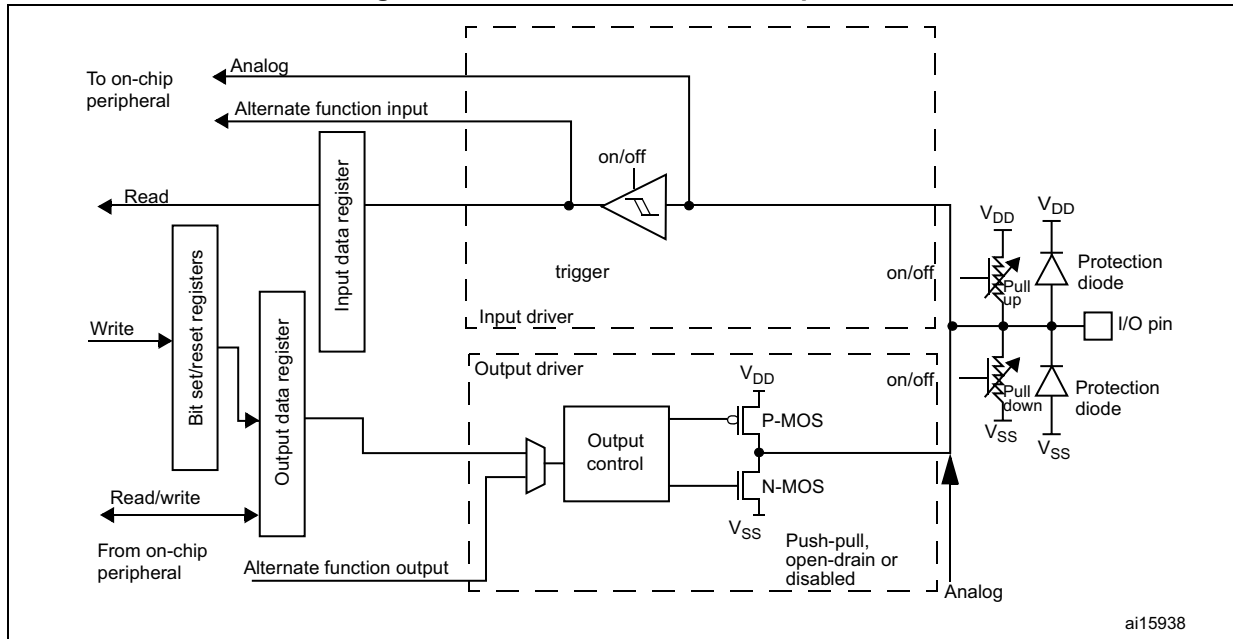 Analog
To on-chip
peripheral
Alternate function input
on/off
Read
Input data register
trigger
Input driver
VDD
VDD
on/off
Pull
up
Protection
diode
I/O pin
Write
Bit set/reset registers
Output data register
Output driver
VDD
P-MOS
Output
control
N-MOS
VSS
on/off
Pull
down
VSS
Protection
diode
VSS
Read/write
From on-chip
peripheral
Alternate function output
Push-pull,
open-drain or
disabled
Analog
ai15938